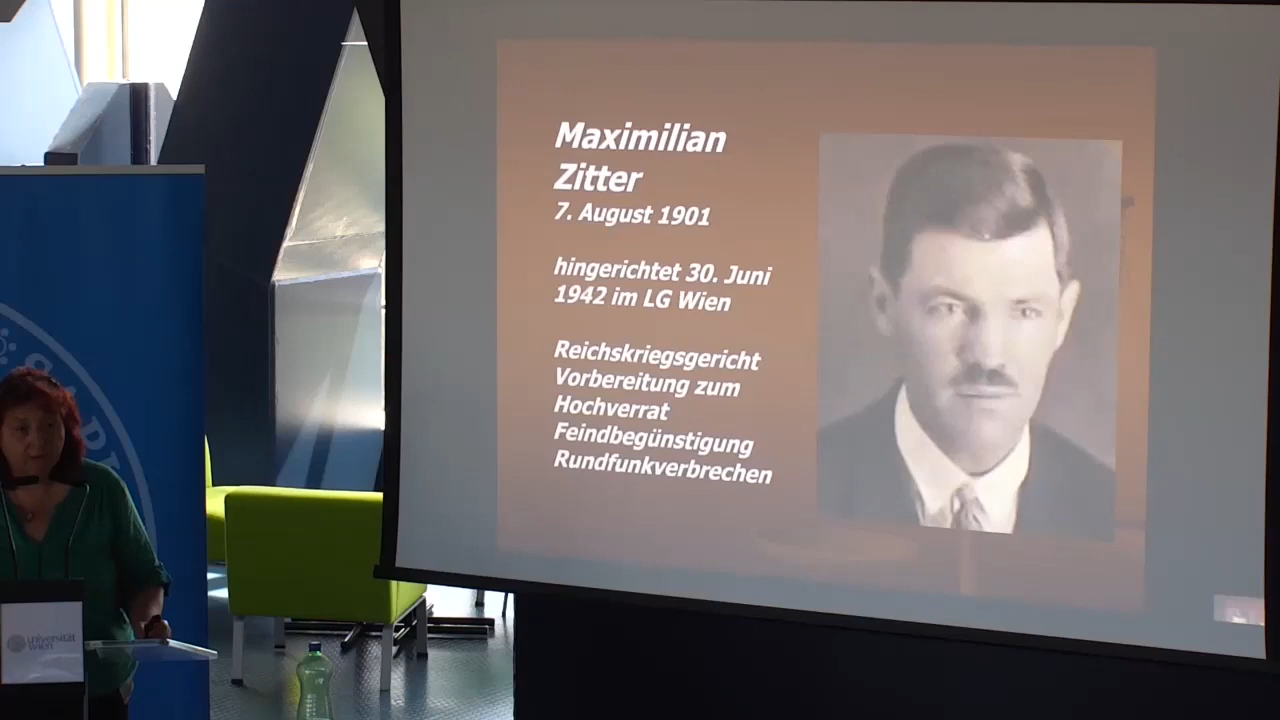 Maximilian
Zitter
7. August 1901
hingerichtet 30. Juni
1942 im LG Wien
Reichskriegsgericht
Vorbereitung zum
Hochverrat
Feindbegünstigung
Rundfunkverbrechen
universität
wien